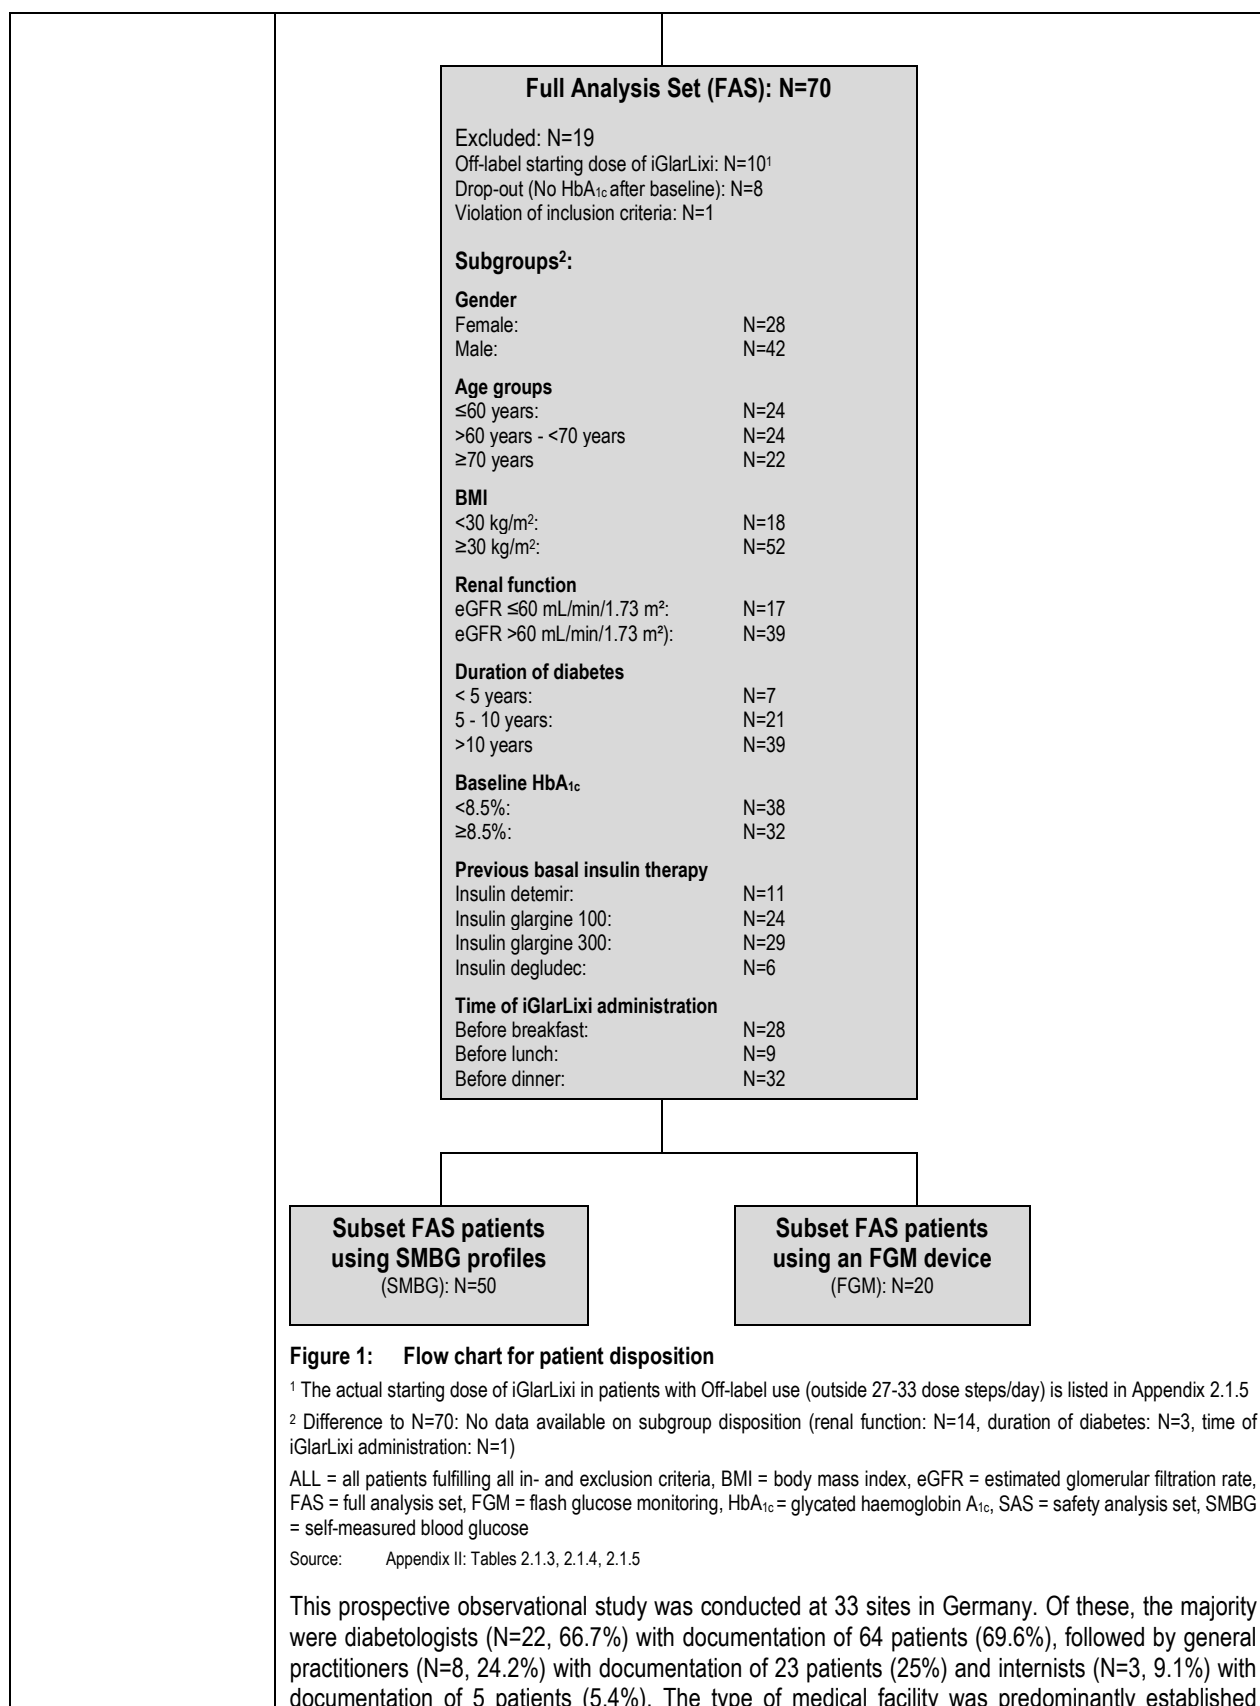 Full Analysis Set (FAS): N=70
Excluded: N=19
Off-label starting dose of iGlarLixi: N=10¹
Drop-out (No HbA1c after baseline): N=8
Violation of inclusion criteria: N=1
Subgroups²:
Gender
Female: N=28
Male: N=42
Age groups
≤60 years: N=24
>60 years - <70 years N=24
≥70 years N=22
BMI
<30 kg/m²: N=18
≥30 kg/m²: N=52
Renal function
eGFR ≤60 mL/min/1.73 m²: N=17
eGFR >60 mL/min/1.73 m²): N=39
Duration of diabetes
< 5 years: N=7
5 - 10 years: N=21
>10 years N=39
Baseline HbA1c
<8.5%: N=38
≥8.5%: N=32
Previous basal insulin therapy
Insulin detemir: N=11
Insulin glargine 100: N=24
Insulin glargine 300: N=29
Insulin degludec: N=6
Time of iGlarLixi administration
Before breakfast: N=28
Before lunch: N=9
Before dinner: N=32
Subset FAS patients
using SMBG profiles
(SMBG): N=50
Subset FAS patients
using an FGM device
(FGM): N=20
Figure 1: Flow chart for patient disposition
¹ The actual starting dose of iGlarLixi in patients with Off-label use (outside 27-33 dose steps/day) is listed in Appendix 2.1.5
² Difference to N=70: No data available on subgroup disposition (renal function: N=14, duration of diabetes: N=3, time of
iGlarLixi administration: N=1)
ALL = all patients fulfilling all in- and exclusion criteria, BMI = body mass index, eGFR = estimated glomerular filtration rate,
FAS = full analysis set, FGM = flash glucose monitoring, HbA1c = glycated haemoglobin A1c, SAS = safety analysis set, SMBG
= self-measured blood glucose
Source: Appendix II: Tables 2.1.3, 2.1.4, 2.1.5
This prospective observational study was conducted at 33 sites in Germany. Of these, the majority
were diabetologists (N=22, 66.7%) with documentation of 64 patients (69.6%), followed by general
practitioners (N=8, 24.2%) with documentation of 23 patients (25%) and internists (N=3, 9.1%) with
documentation of 5 patients (5.4%). The type of medical facility was predominantly established